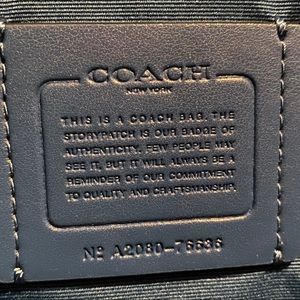 COACH
NEW YORK
THIS IS A COACH BAG. THE
STORYPATCH IS OUR BADGE OF
AUTHENTICITY. FEW PEOPLE MAY
SEE IT, BUT IT WILL ALWAYS BE A
REMINDER OF OUR COMMITMENT
TO QUALITY AND CRAFTSMANSHIP.
Nº A2080-76636